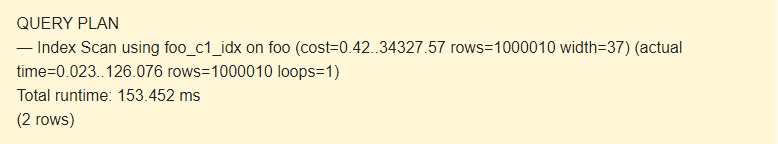 QUERY PLAN
— Index Scan using foo_c1_idx on foo (cost=0.42..34327.57 rows=1000010 width=37) (actual
time=0.023..126.076 rows=1000010 loops=1)
Total runtime: 153.452 ms
(2 rows)